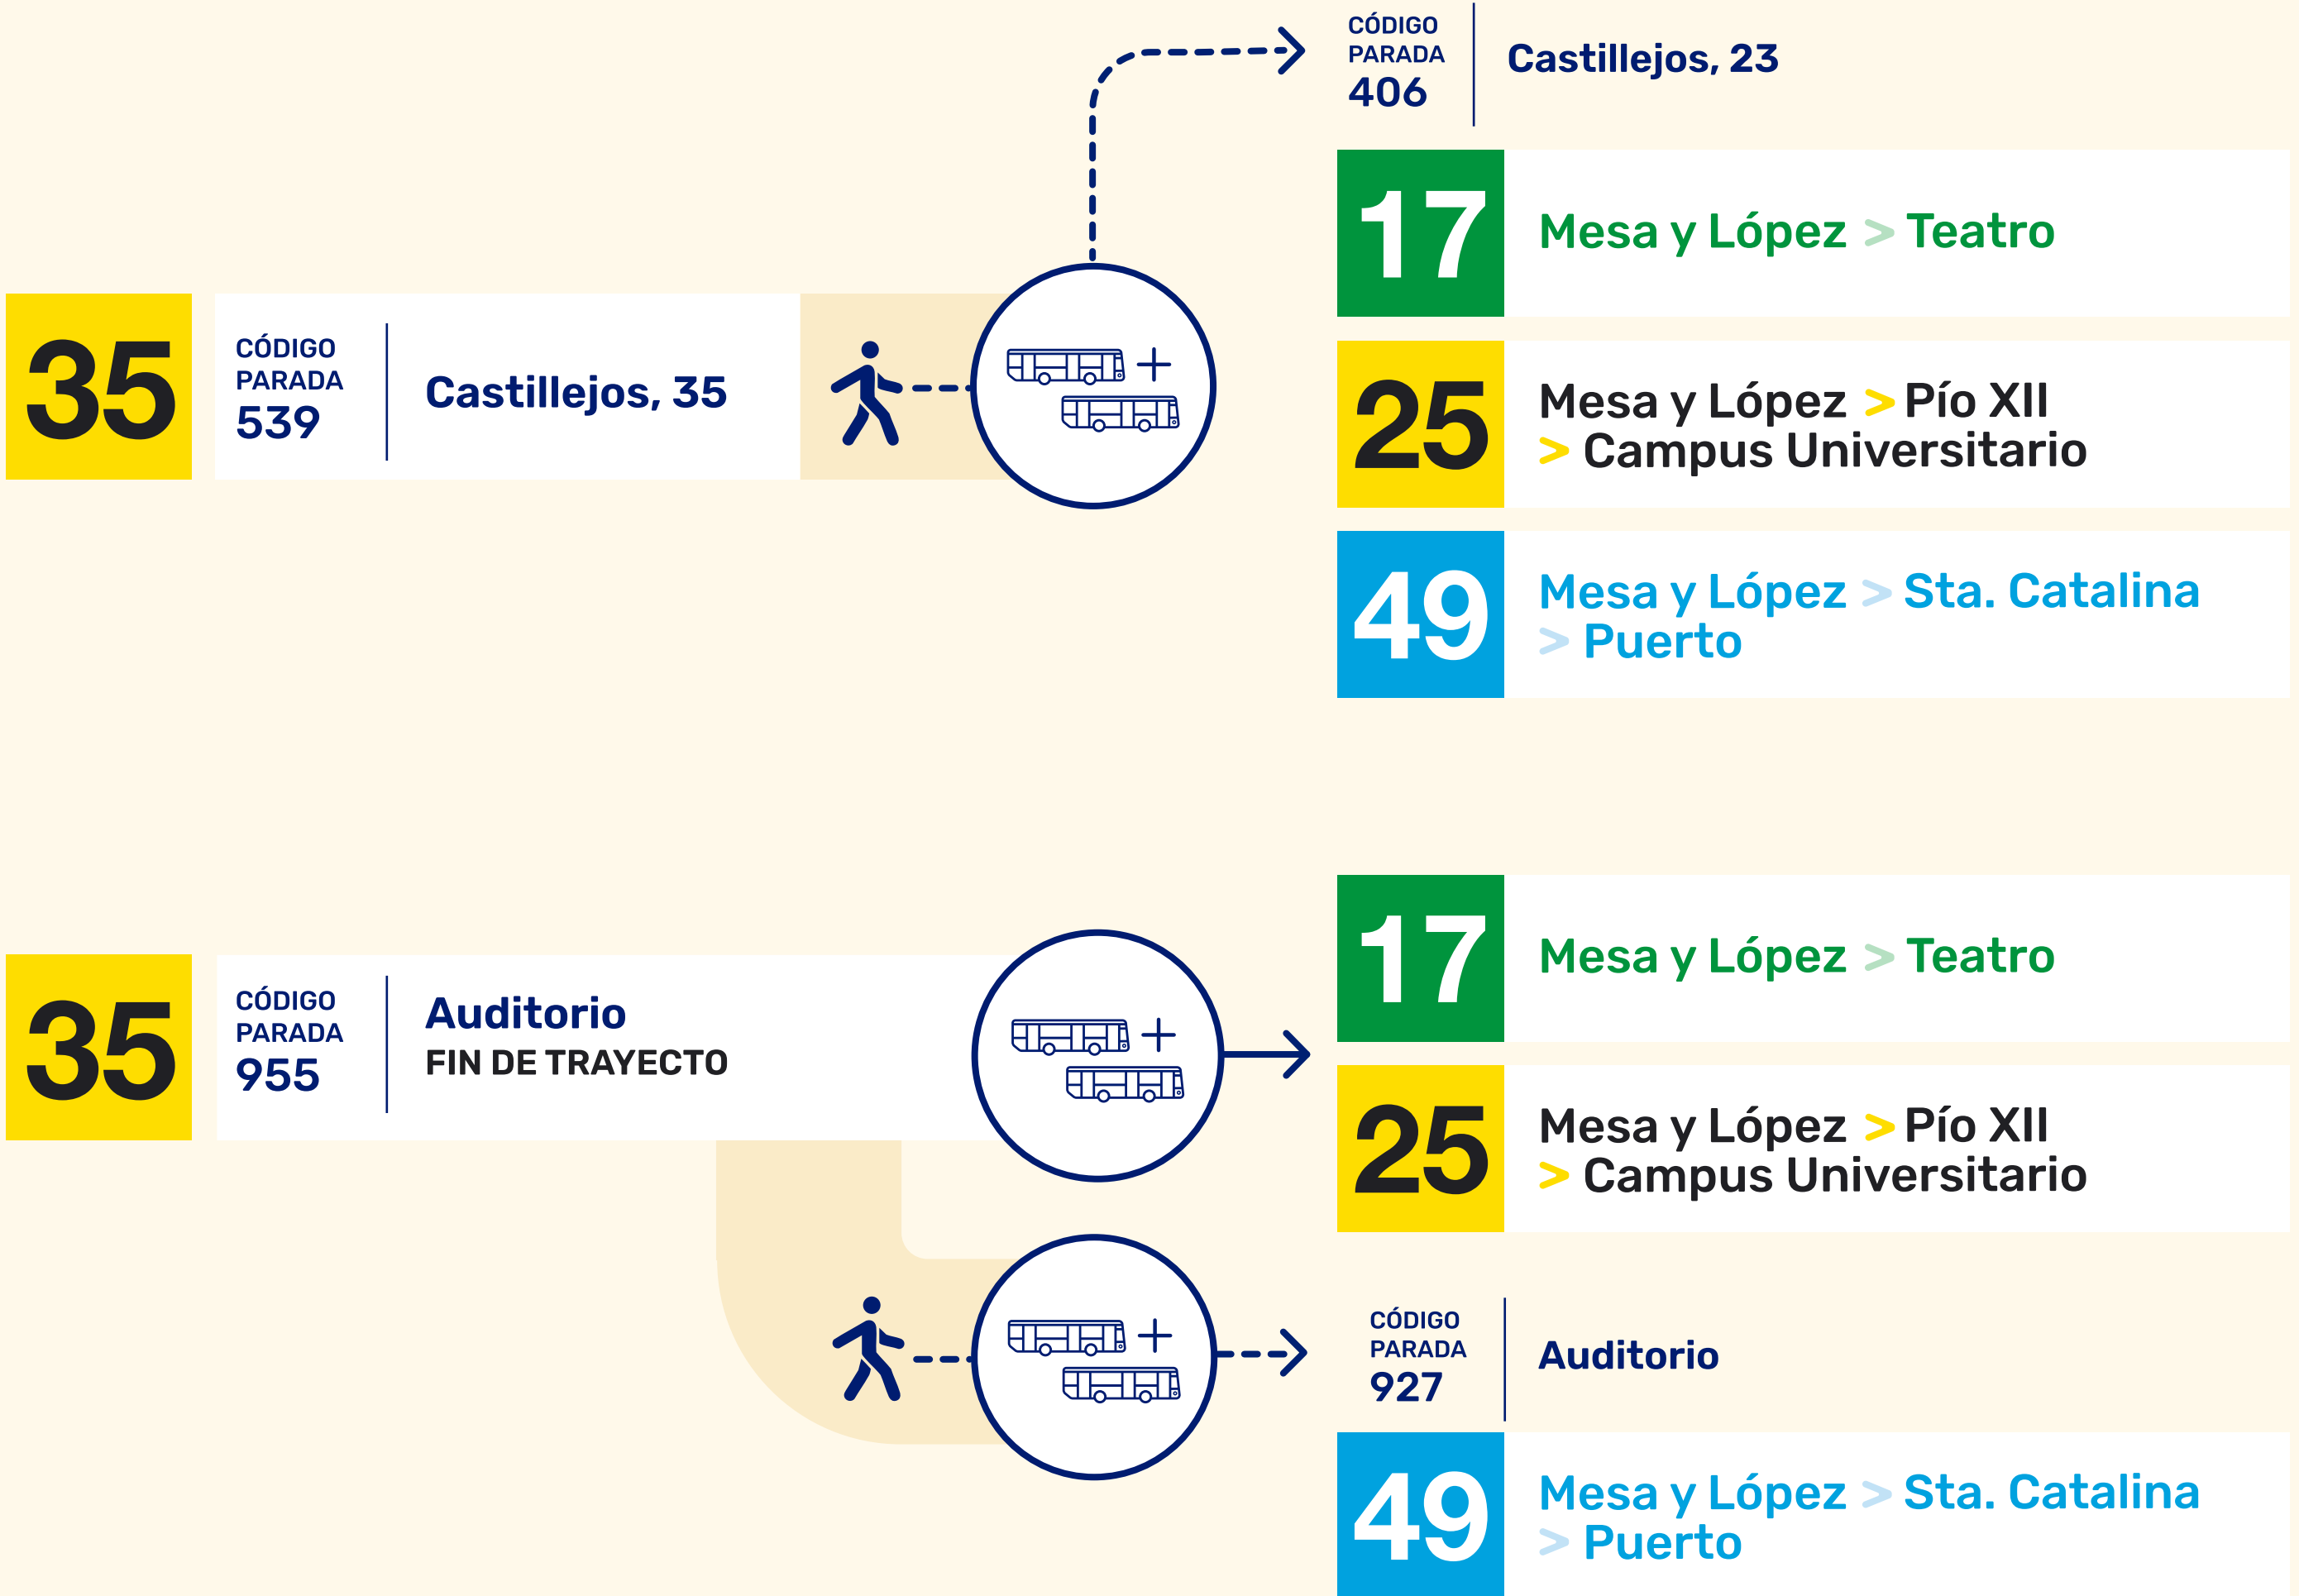 CÓDIGO
PARADA
406
Castillejos, 23
35
CÓDIGO
PARADA
539
Castillejos, 35
17
Mesa y López > Teatro
25
Mesa y López > Pío XII
> Campus Universitario
49
Mesa y López > Sta. Catalina
> Puerto
35
CÓDIGO
PARADA
955
Auditorio
FIN DE TRAYECTO
17
Mesa y López > Teatro
25
Mesa y López > Pío XII
> Campus Universitario
CÓDIGO
PARADA
927
Auditorio
49
Mesa y López > Sta. Catalina
> Puerto